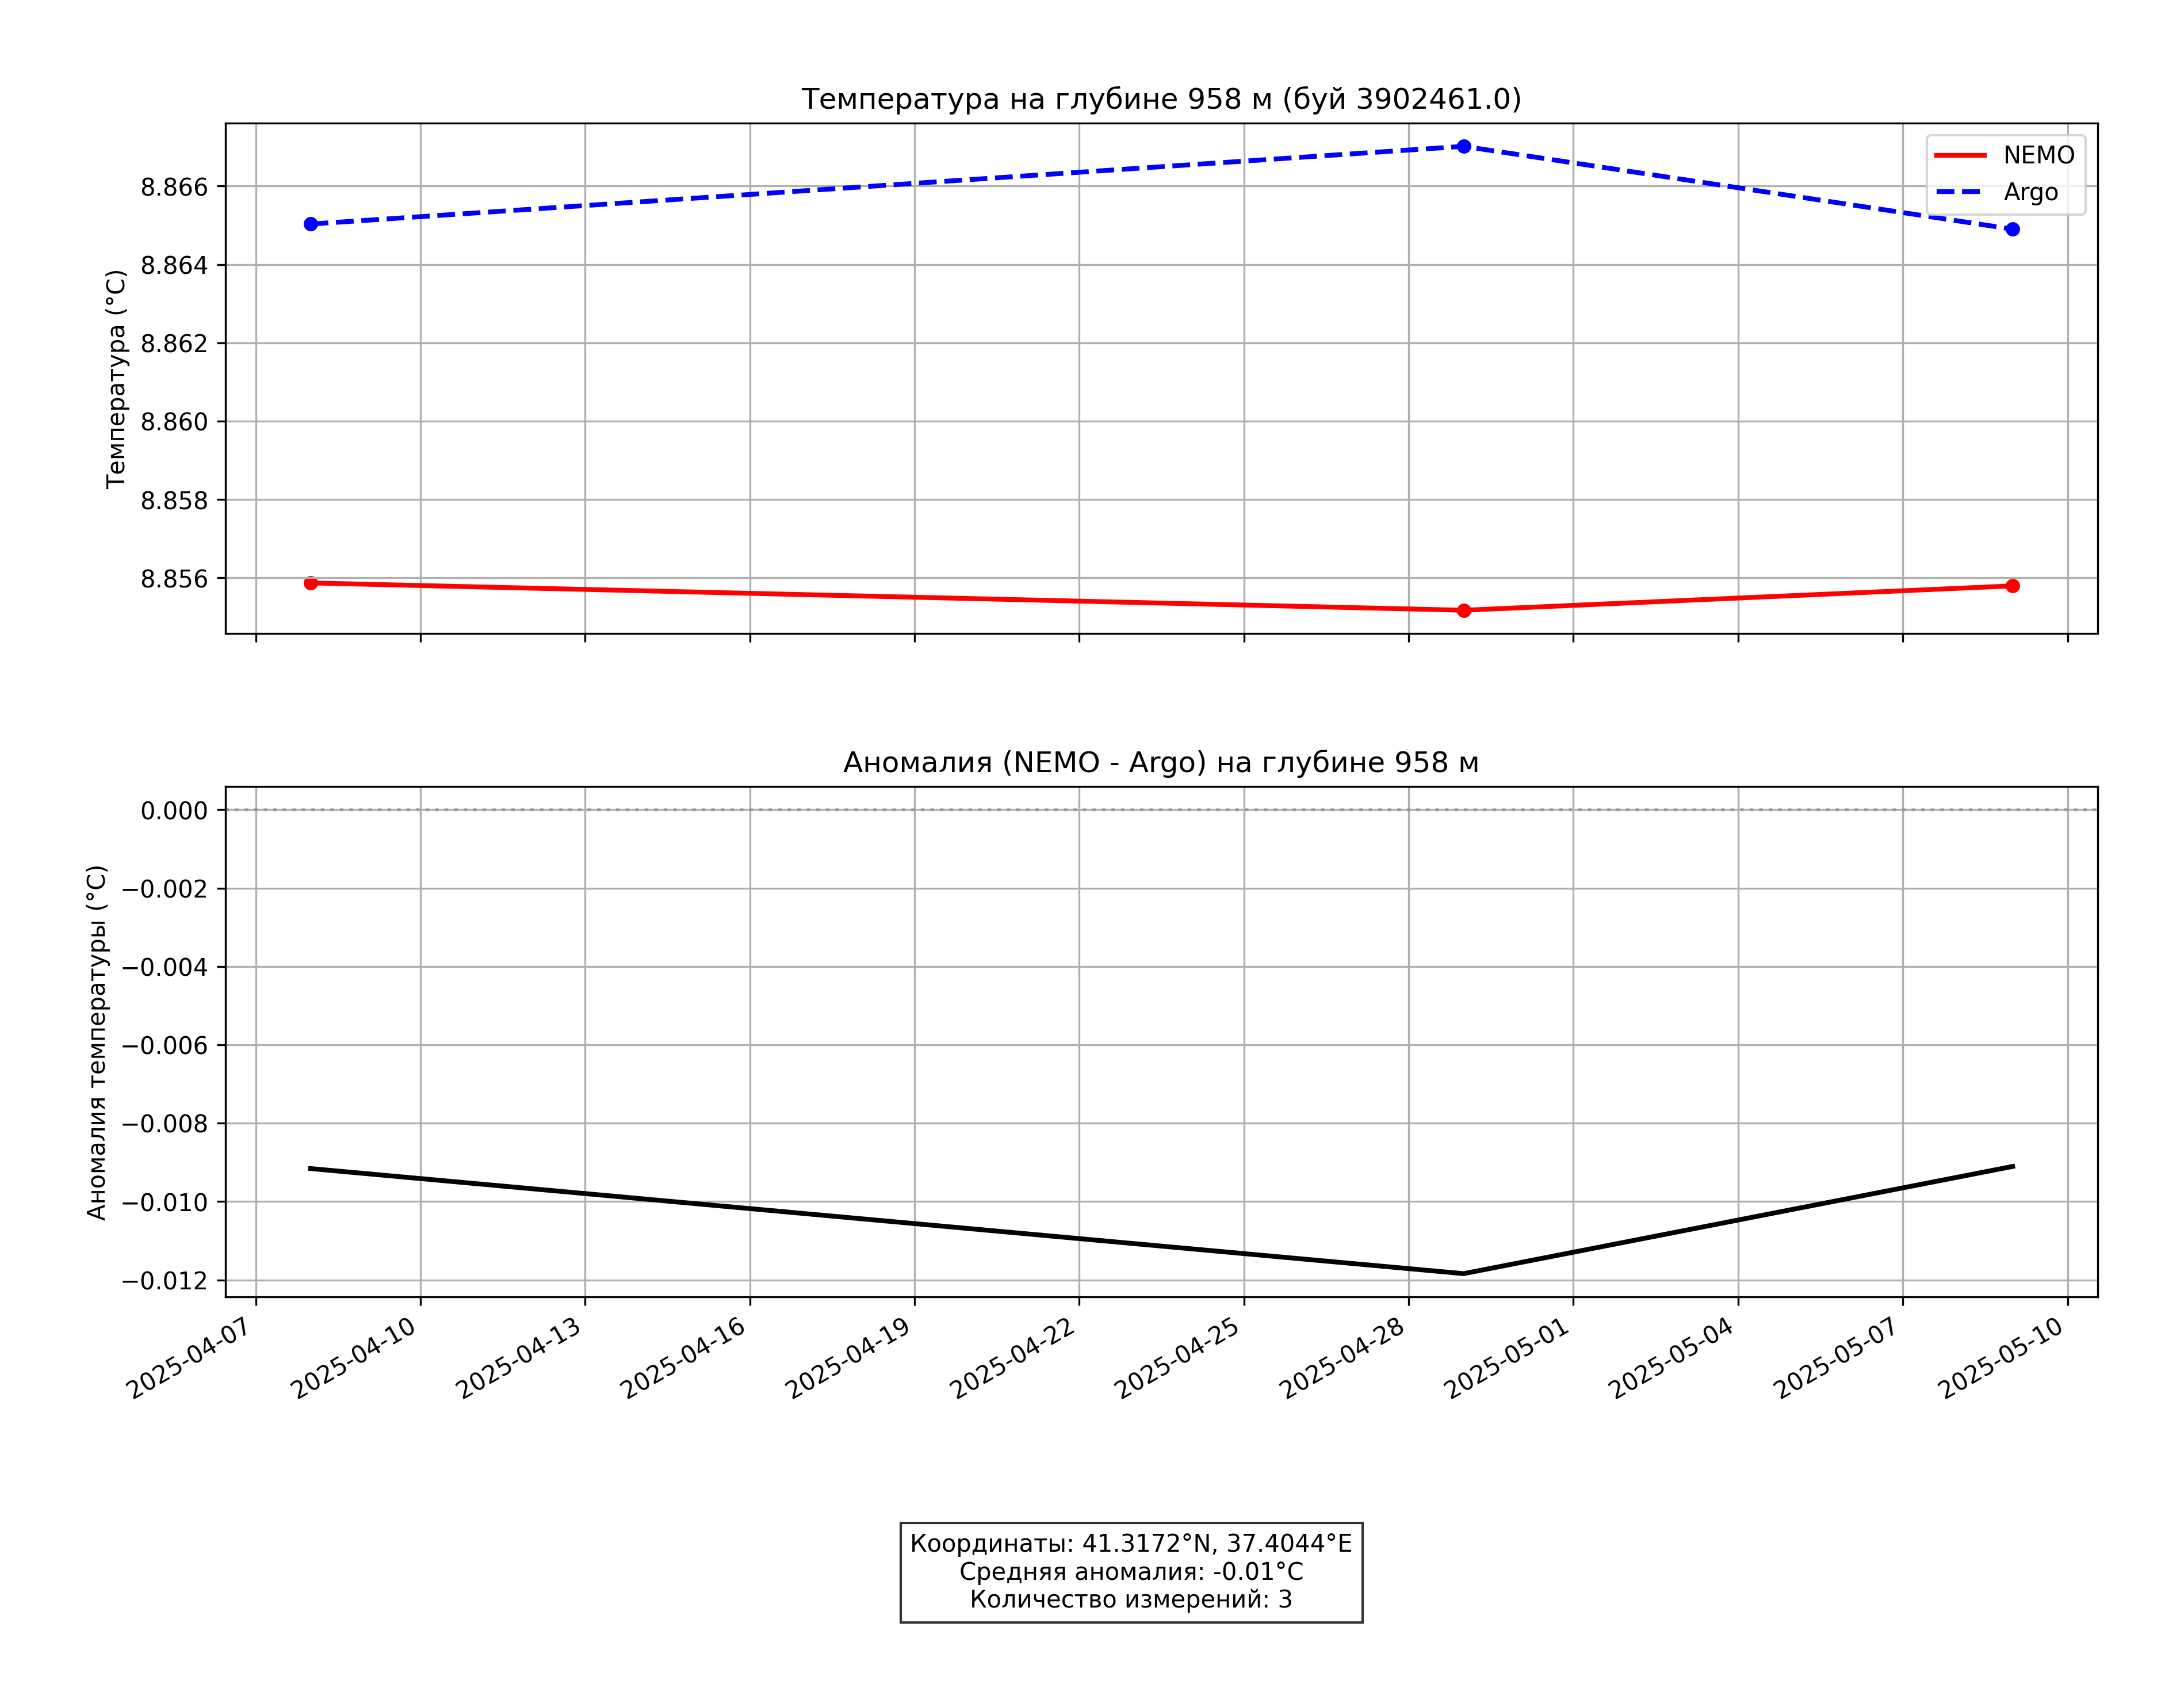 Температура на глубине 958 м (буй 3902461.0)
Температура (°C)
8.866
8.864
8.862
8.860
8.858
8.856
NEMO
Argo
Аномалия (NEMO - Argo) на глубине 958 м
Аномалия температуры (°C)
0.000
−0.002
−0.004
−0.006
−0.008
−0.010
−0.012
2025-04-07
2025-04-10
2025-04-13
2025-04-16
2025-04-19
2025-04-22
2025-04-25
2025-04-28
2025-05-01
2025-05-04
2025-05-07
2025-05-10
Координаты: 41.3172°N, 37.4044°E
Средняя аномалия: -0.01°C
Количество измерений: 3